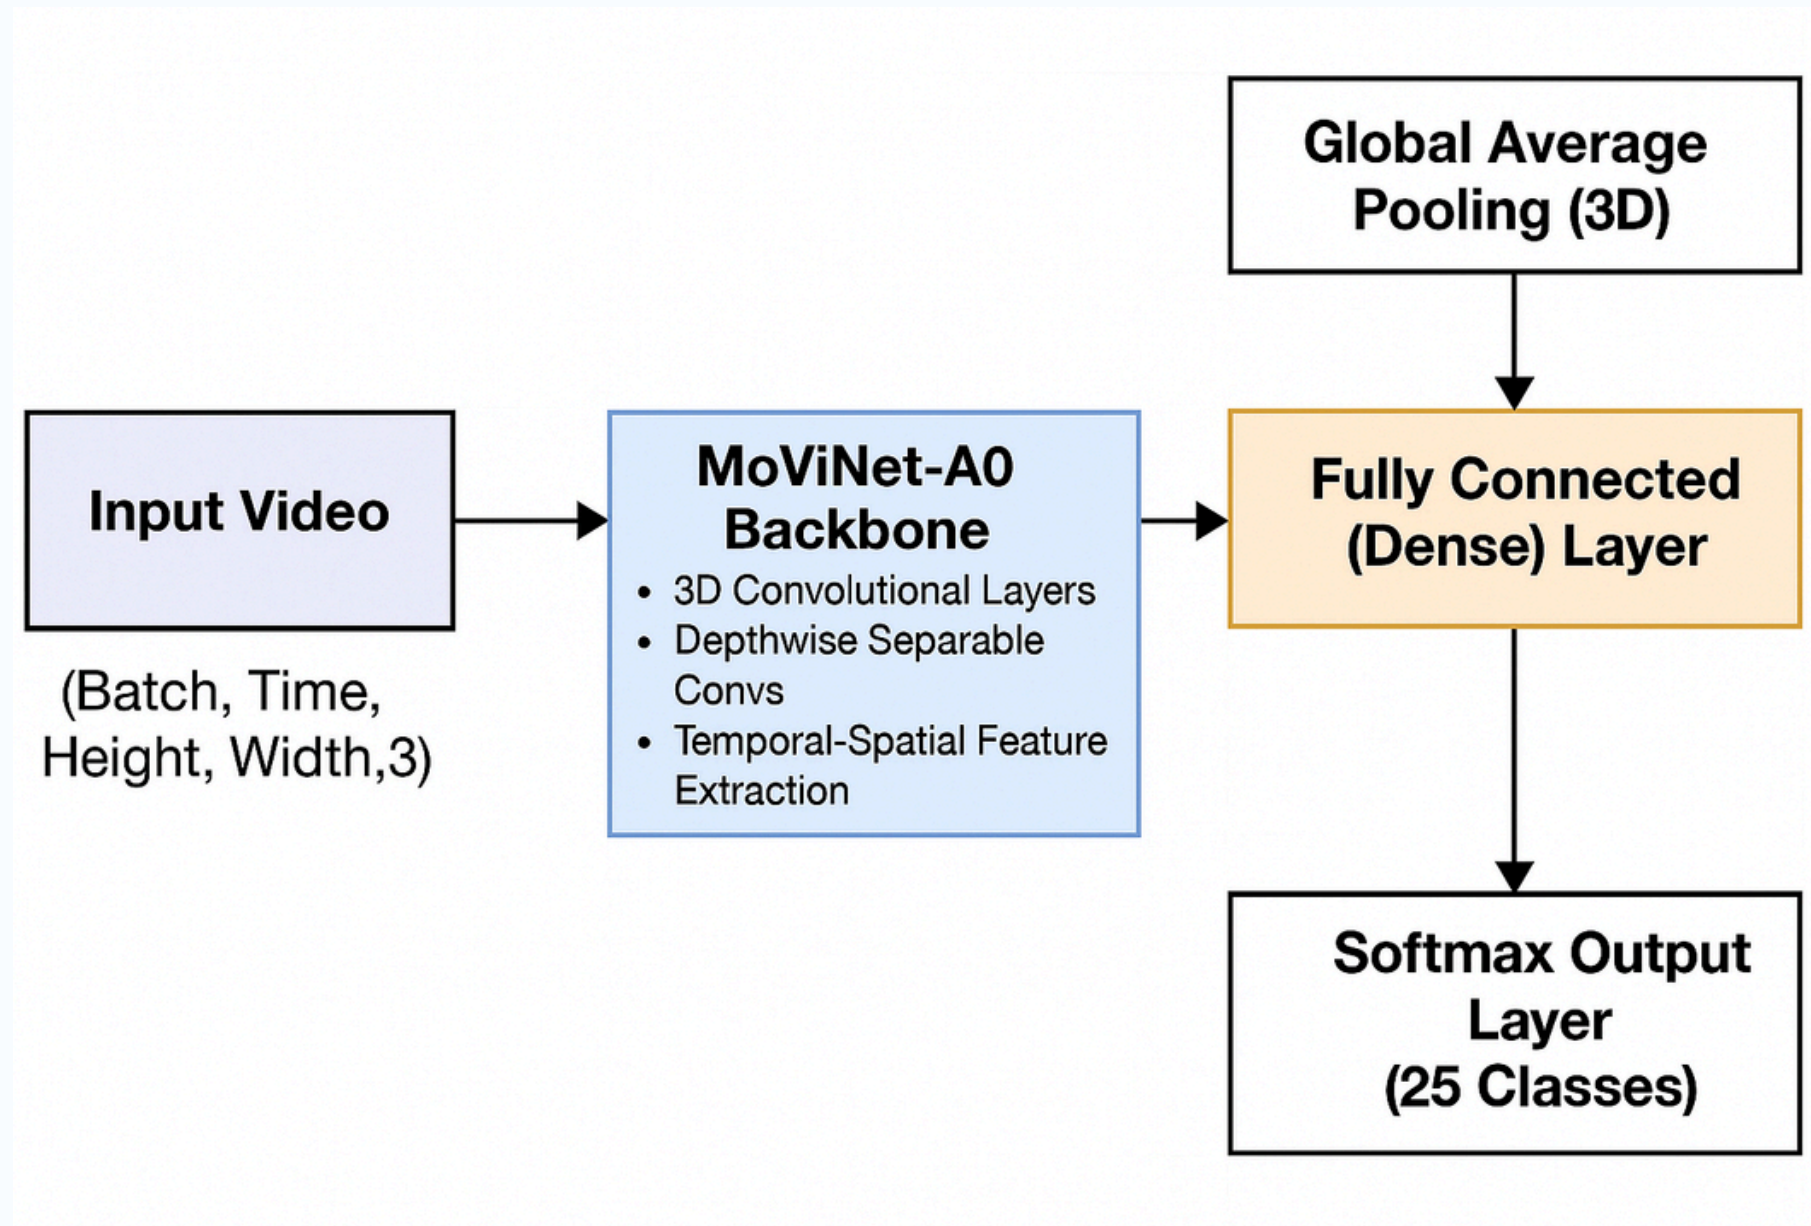 Input Video
(Batch, Time,
Height, Width,3)
MoViNet-A0
Backbone
• 3D Convolutional Layers
• Depthwise Separable
Convs
• Temporal-Spatial Feature
Extraction
Global Average
Pooling (3D)
Fully Connected
(Dense) Layer
Softmax Output
Layer
(25 Classes)